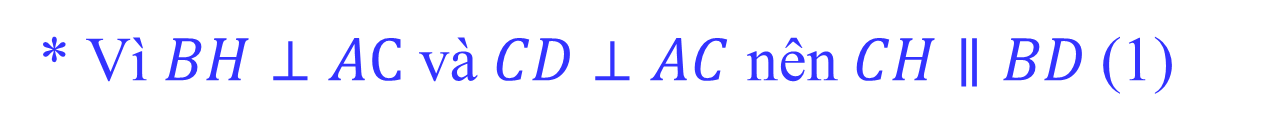 * Vì BH ⊥ AC và CD ⊥ AC nên CH ∥ BD (1)